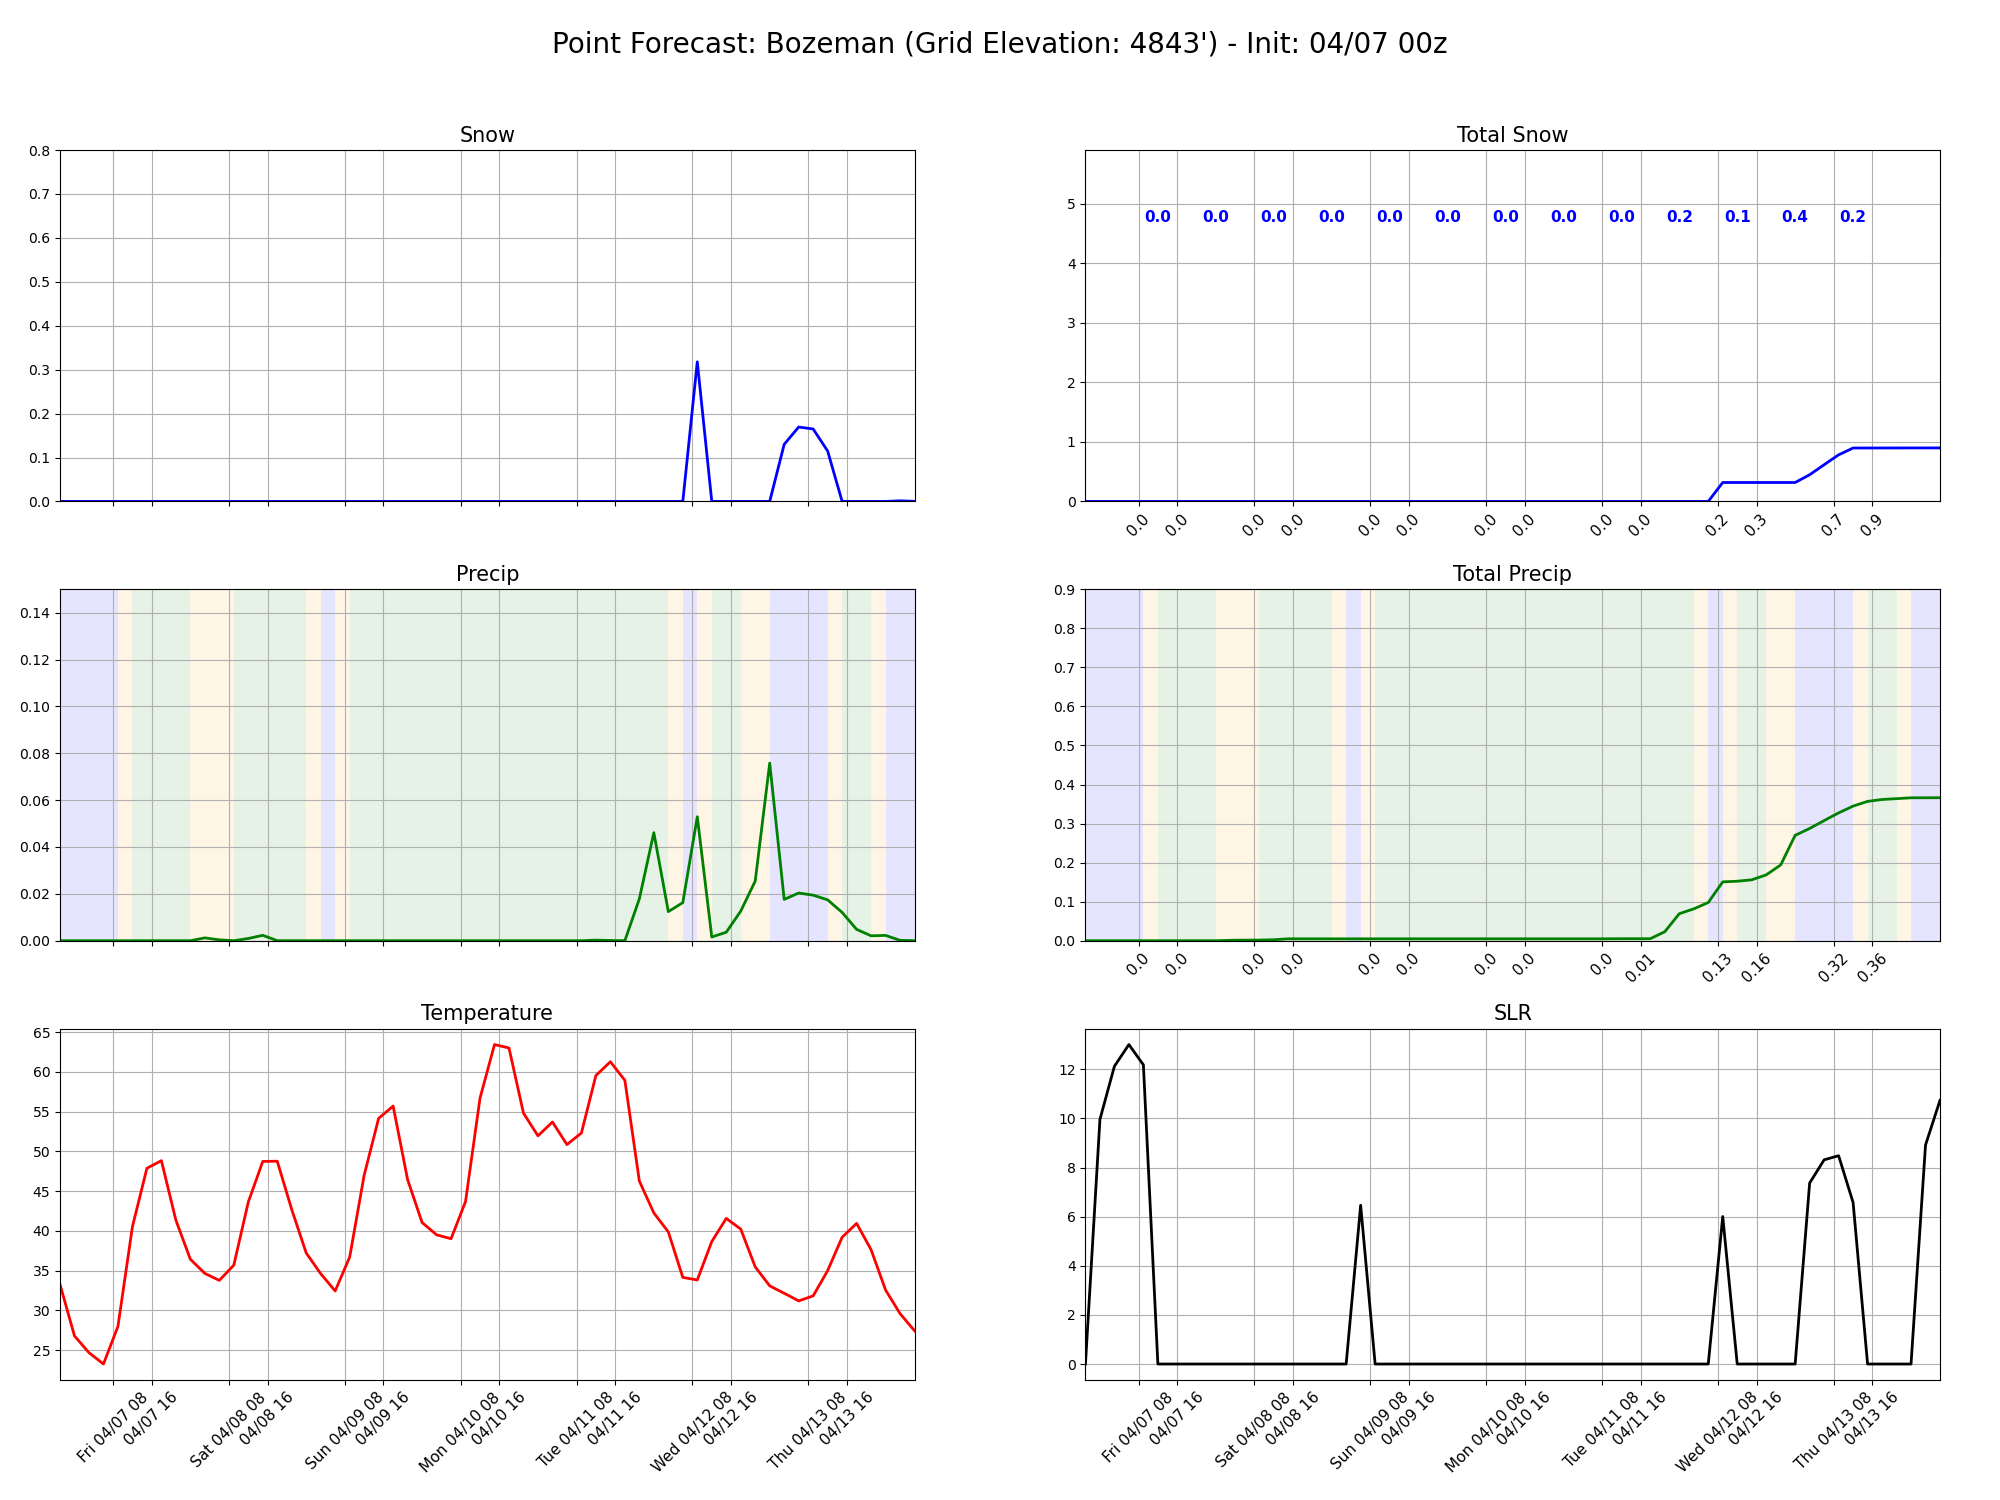 Point Forecast: Bozeman (Grid Elevation: 4843') - Init: 04/07 00z
Snow
0.8
0.7
0.6
0.5
0.4
0.3
0.2
0.1
0.0
Total Snow
5
4
3
2
1
0
0.0 0.0 0.0 0.0 0.0 0.0 0.0 0.0 0.0 0.2 0.1 0.4 0.2
0.0 0.0 0.0 0.0 0.0 0.0 0.0 0.0 0.0 0.0 0.2 0.3 0.7 0.9
Precip
0.14
0.12
0.10
0.08
0.06
0.04
0.02
0.00
Total Precip
0.9
0.8
0.7
0.6
0.5
0.4
0.3
0.2
0.1
0.0
0.0 0.0 0.0 0.0 0.0 0.0 0.0 0.0 0.0 0.01 0.13 0.16 0.32 0.36
Temperature
65
60
55
50
45
40
35
30
25
Fri 04/07 08
04/07 16
Sat 04/08 08
04/08 16
Sun 04/09 08
04/09 16
Mon 04/10 08
04/10 16
Tue 04/11 08
04/11 16
Wed 04/12 08
04/12 16
Thu 04/13 08
04/13 16
SLR
12
10
8
6
4
2
0
Fri 04/07 08
04/07 16
Sat 04/08 08
04/08 16
Sun 04/09 08
04/09 16
Mon 04/10 08
04/10 16
Tue 04/11 08
04/11 16
Wed 04/12 08
04/12 16
Thu 04/13 08
04/13 16